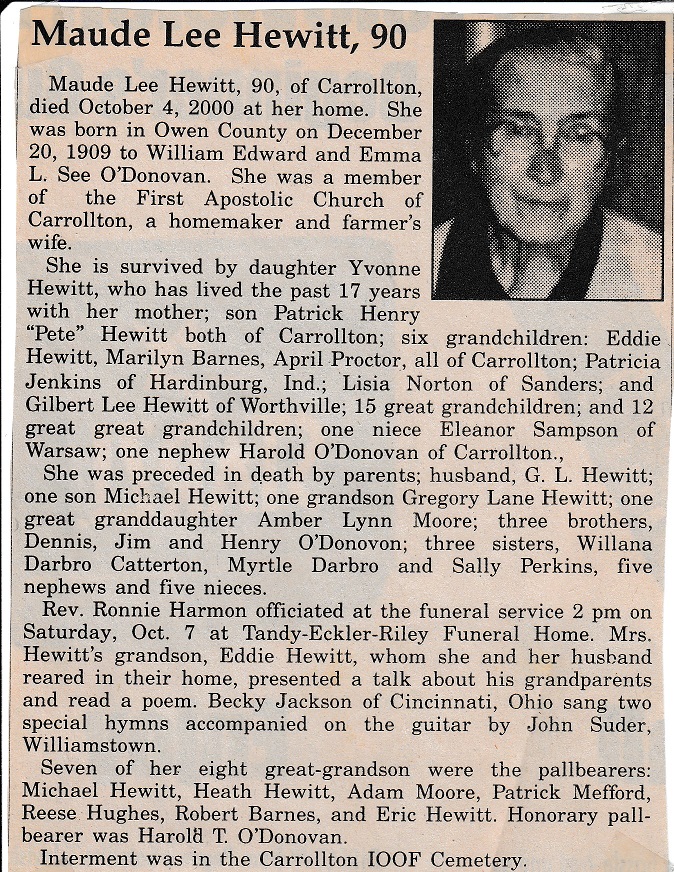 Maude Lee Hewitt, 90
Maude Lee Hewitt, 90, of Carrollton,
died October 4, 2000 at her home. She
was born in Owen County on December
20, 1909 to William Edward and Emma
L. See O'Donovan. She was a member
of the First Apostolic Church of
Carrollton, a homemaker and farmer's
wife.
She is survived by daughter Yvonne
Hewitt, who has lived the past 17 years
with her mother; son Patrick Henry
"Pete" Hewitt both of Carrollton; six grandchildren: Eddie
Hewitt, Marilyn Barnes, April Proctor, all of Carrollton; Patricia
Jenkins of Hardinburg, Ind.; Lisia Norton of Sanders; and
Gilbert Lee Hewitt of Worthville; 15 great grandchildren; and 12
great great grandchildren; one niece Eleanor Sampson of
Warsaw; one nephew Harold O'Donovan of Carrollton.,
She was preceded in death by parents; husband, G. L. Hewitt;
one son Michael Hewitt; one grandson Gregory Lane Hewitt; one
great granddaughter Amber Lynn Moore; three brothers,
Dennis, Jim and Henry O'Donovon; three sisters, Willana
Darbro Catterton, Myrtle Darbro and Sally Perkins, five
nephews and five nieces.
Rev. Ronnie Harmon officiated at the funeral service 2 pm on
Saturday, Oct. 7 at Tandy-Eckler-Riley Funeral Home. Mrs.
Hewitt's grandson, Eddie Hewitt, whom she and her husband
reared in their home, presented a talk about his grandparents
and read a poem. Becky Jackson of Cincinnati, Ohio sang two
special hymns accompanied on the guitar by John Suder,
Williamstown.
Seven of her eight great-grandson were the pallbearers:
Michael Hewitt, Heath Hewitt, Adam Moore, Patrick Mefford,
Reese Hughes, Robert Barnes, and Eric Hewitt. Honorary pall-
bearer was Harold T. O'Donovan.
Interment was in the Carrollton IOOF Cemetery.